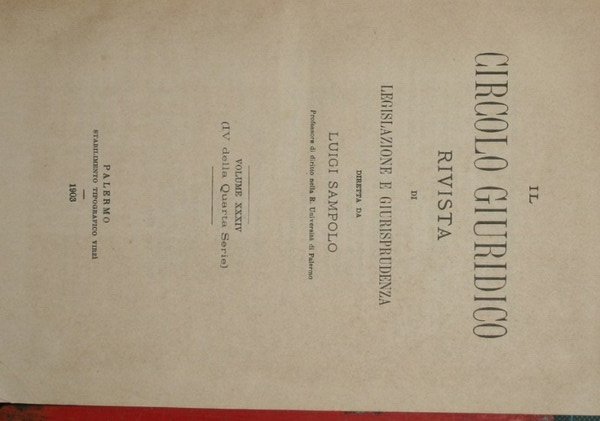 IL
CIRCOLO GIURIDICO
RIVISTA
DI
LEGISLAZIONE E GIURISPRUDENZA
DIRETTA DA
LUIGI SAMPOLO
Professore di diritto nella R. Università di Palermo
VOLUME XXXIV
(IV della Quarta Serie)
PALERMO
STABILIMENTO TIPOGRAFICO VIRZÌ
1903